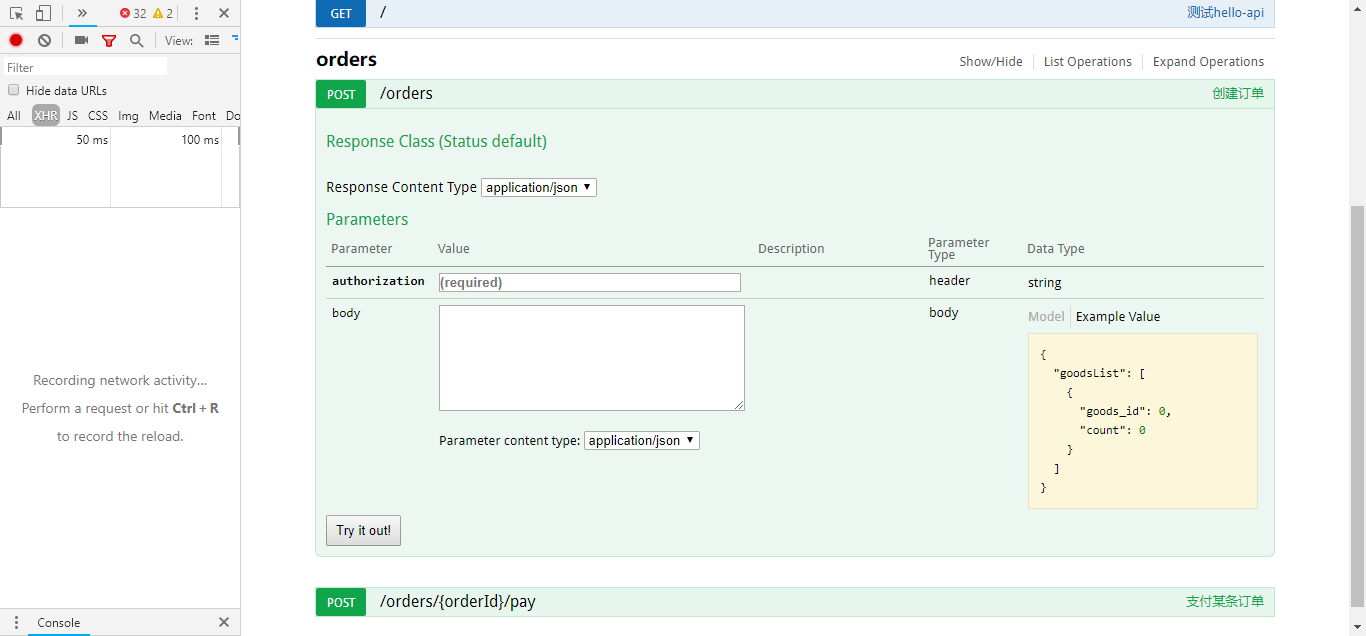 32 2
View:
Filter
Hide data URLs
All XHR JS CSS Img Media Font Do
50 ms 100 ms
Recording network activity...
Perform a request or hit Ctrl + R
to record the reload.
Console
GET / 测试hello-api
orders Show/Hide List Operations Expand Operations
POST /orders 创建订单
Response Class (Status default)
Response Content Type application/json
Parameters
Parameter Value Description Parameter Type Data Type
authorization (required) header string
body body Model Example Value
{
"goodsList": [
{
"goods_id": 0,
"count": 0
}
]
}
Parameter content type: application/json
Try it out!
POST /orders/{orderId}/pay 支付某条订单